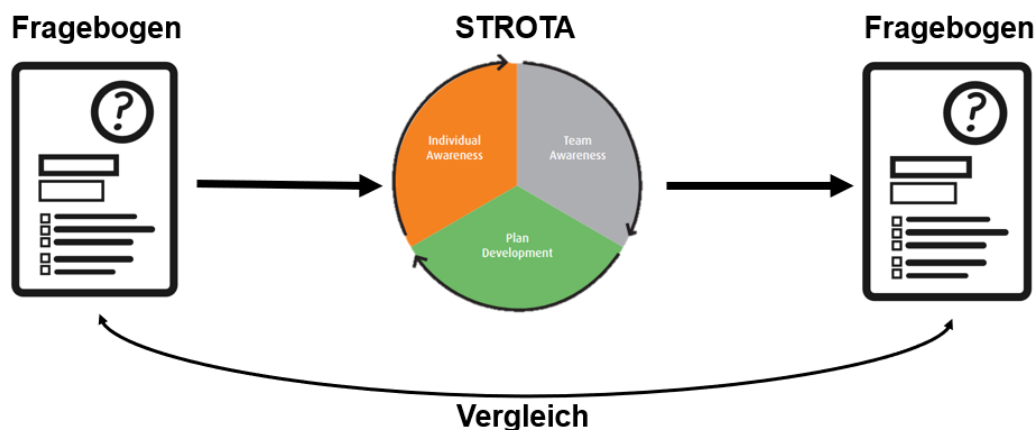 Fragebogen
STROTA
Fragebogen
?
Individual
Awareness
Team
Awareness
?
Plan
Development
Vergleich